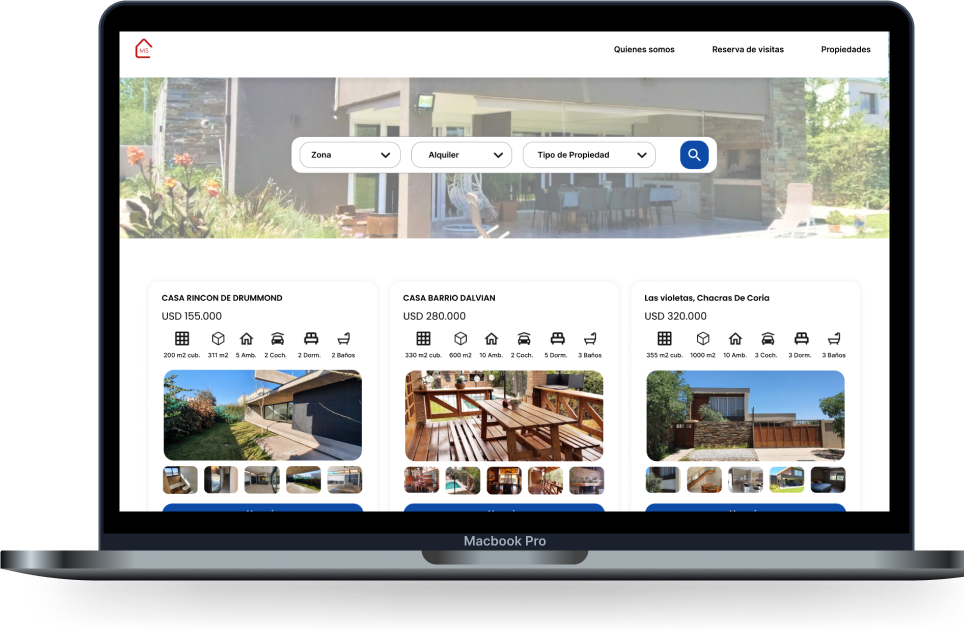 MS
Quienes somos
Reserva de visitas
Propiedades
Zona
Alquiler
Tipo de Propiedad
CASA RINCON DE DRUMMOND
USD 155.000
200 m2 cub. 311 m2 5 Amb. 2 Coch. 2 Dorm. 2 Baños
CASA BARRIO DALVIAN
USD 280.000
330 m2 cub. 600 m2 10 Amb. 2 Coch. 5 Dorm. 3 Baños
Las violetas, Chacras De Coria
USD 320.000
355 m2 cub. 1000 m2 10 Amb. 3 Coch. 3 Dorm. 3 Baños
Macbook Pro